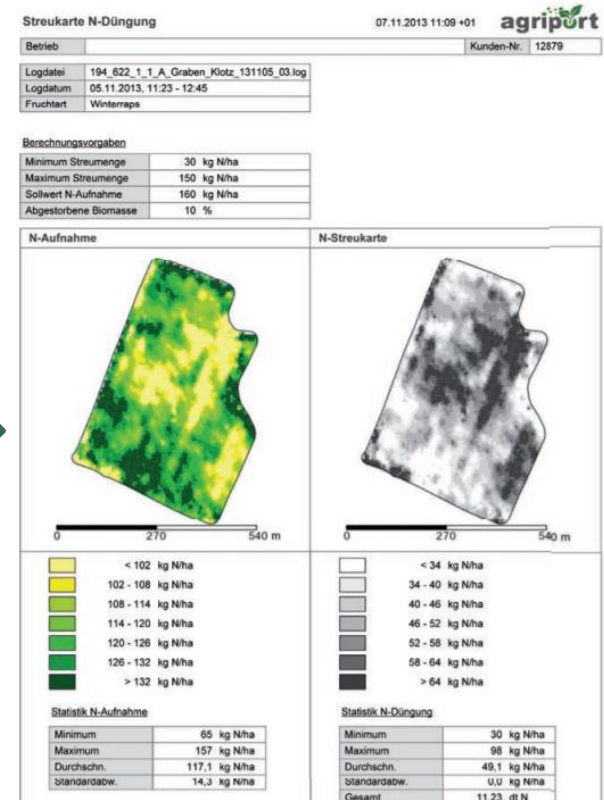 Streukarte N-Düngung 07.11.2013 11:09 +01 agriport
Betrieb Kunden-Nr. 12879
Logdatei 194_622_1_1_A_Graben_Klotz_131105_03.log
Logdatum 05.11.2013, 11:23 - 12:45
Fruchtart Winterraps
Berechnungsvorgaben
Minimum Streumenge 30 kg N/ha
Maximum Streumenge 150 kg N/ha
Sollwert N-Aufnahme 160 kg N/ha
Abgestorbene Biomasse 10 %
N-Aufnahme
0 270 540 m
< 102 kg N/ha
102 - 108 kg N/ha
108 - 114 kg N/ha
114 - 120 kg N/ha
120 - 126 kg N/ha
126 - 132 kg N/ha
> 132 kg N/ha
Statistik N-Aufnahme
Minimum 65 kg N/ha
Maximum 157 kg N/ha
Durchschn. 117,1 kg N/ha
Standardabw. 14,3 kg N/ha
N-Streukarte
0 270 540 m
< 34 kg N/ha
34 - 40 kg N/ha
40 - 46 kg N/ha
46 - 52 kg N/ha
52 - 58 kg N/ha
58 - 64 kg N/ha
> 64 kg N/ha
Statistik N-Düngung
Minimum 30 kg N/ha
Maximum 98 kg N/ha
Durchschn. 49,1 kg N/ha
Standardabw. 0,0 kg N/ha
Gesamt 11,23 dt N